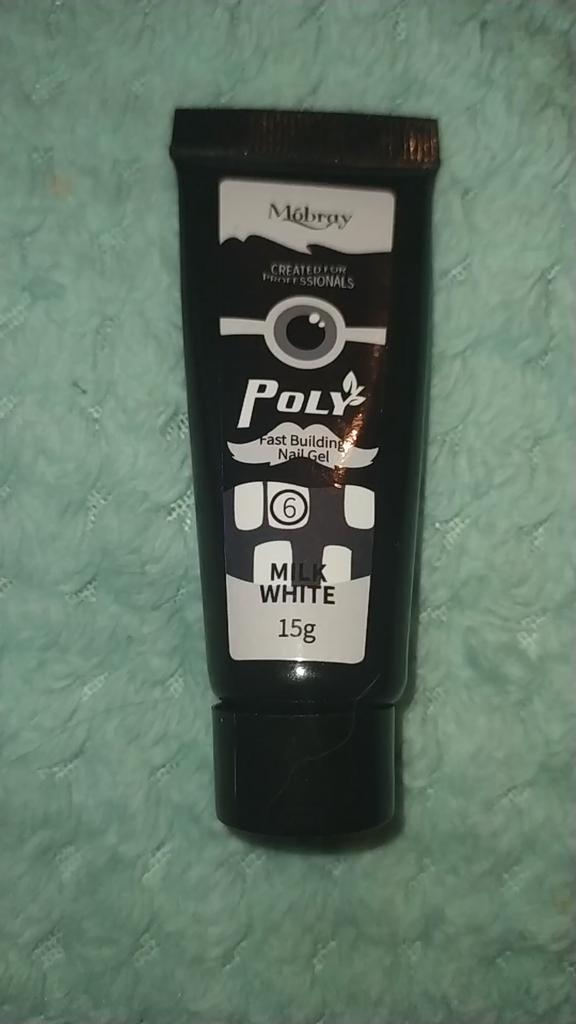 Mobray
CREATED FOR
PROFESSIONALS
POLY
Fast Building
Nail Gel
6
MILK
WHITE
15g